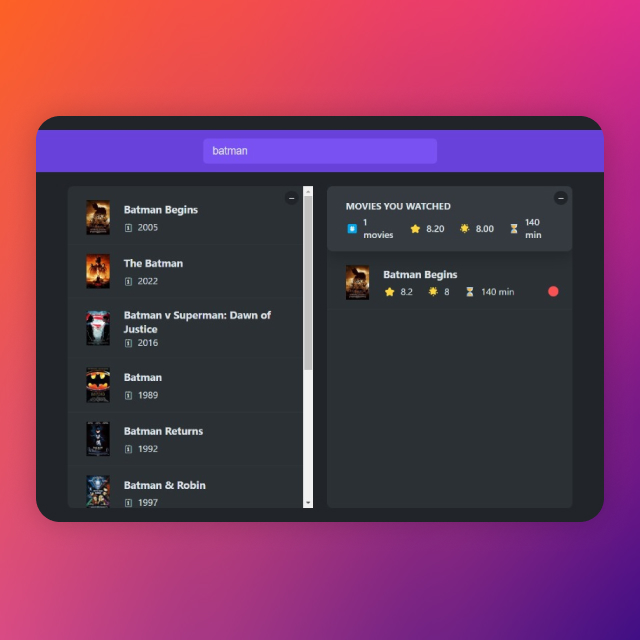 batman
Batman Begins
2005
The Batman
2022
Batman v Superman: Dawn of
Justice
2016
Batman
1989
Batman Returns
1992
Batman & Robin
1997
MOVIES YOU WATCHED
1
movies
8.20
8.00
140
min
Batman Begins
8.2
8
140 min